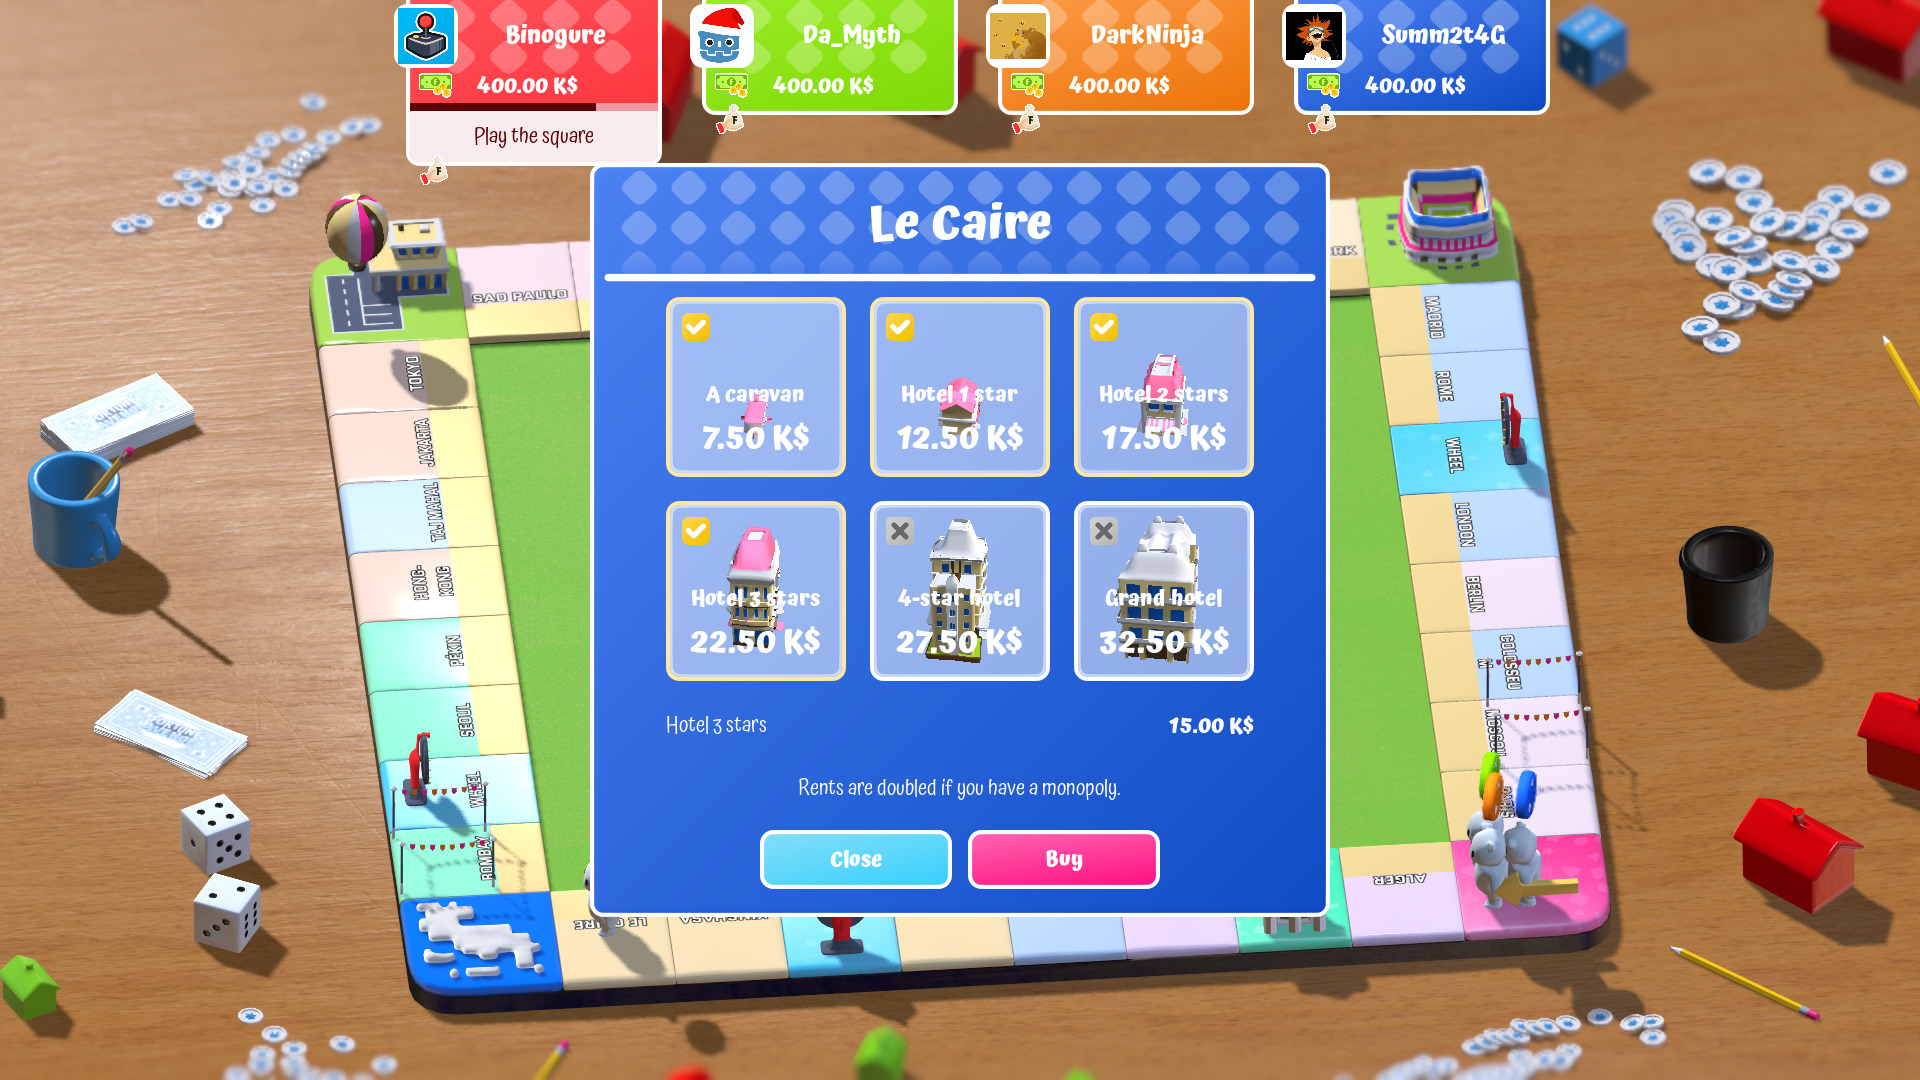 Binogure
400.00 K$
Play the square
Da_Myth
400.00 K$
DarkNinja
400.00 K$
Summ2t4G
400.00 K$
Le Caire
A caravan
7.50 K$
Hotel 1 star
12.50 K$
Hotel 2 stars
17.50 K$
Hotel 3 stars
22.50 K$
4-star hotel
27.50 K$
Grand hotel
32.50 K$
Hotel 3 stars
15.00 K$
Rents are doubled if you have a monopoly.
Close
Buy
SAO PAULO
TOKYO
JAKARTA
TAJ MAHAL
HONG-
KONG
PÉKIN
SEOUL
WHEEL
BOMBAY
MADRID
ROME
WHEEL
LONDON
BERLIN
ALGER